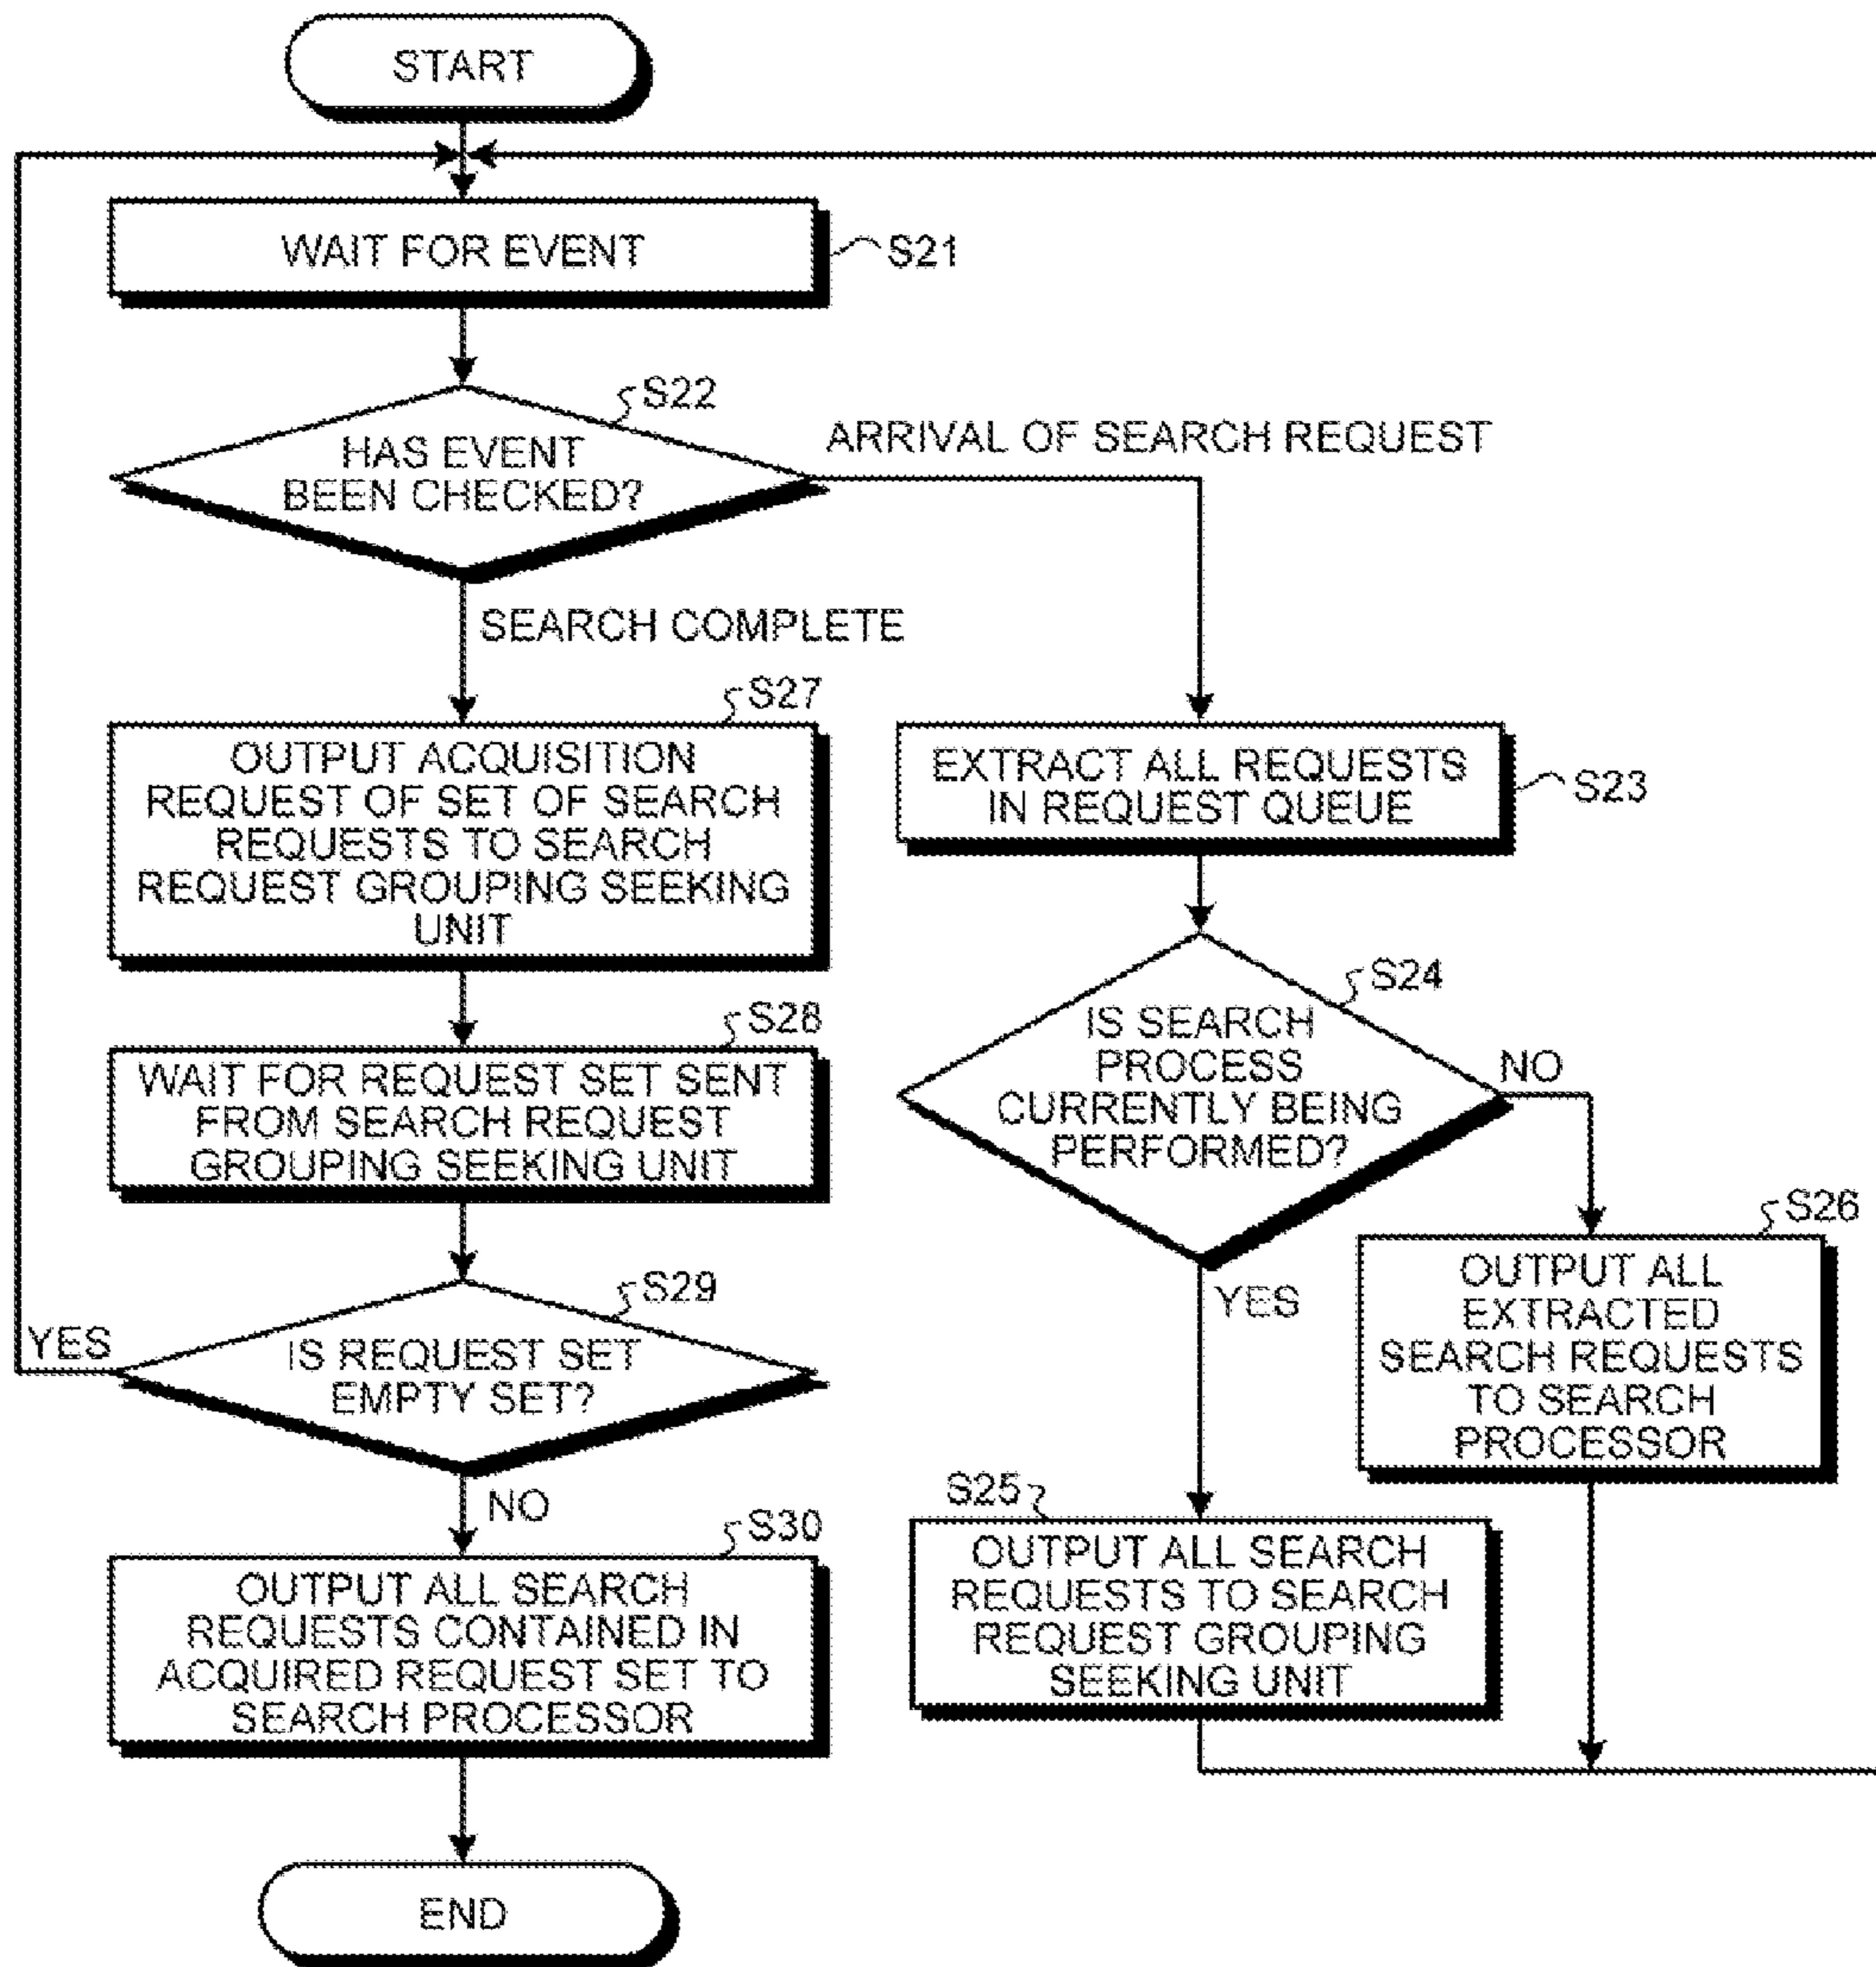 START
WAIT FOR EVENT
S21
S22
HAS EVENT
BEEN CHECKED?
ARRIVAL OF SEARCH REQUEST
SEARCH COMPLETE
S27
OUTPUT ACQUISITION
REQUEST OF SET OF SEARCH
REQUESTS TO SEARCH
REQUEST GROUPING SEEKING
UNIT
EXTRACT ALL REQUESTS
IN REQUEST QUEUE
S23
S28
WAIT FOR REQUEST SET SENT
FROM SEARCH REQUEST
GROUPING SEEKING UNIT
S24
IS SEARCH
PROCESS
CURRENTLY BEING
PERFORMED?
NO
YES
S26
OUTPUT ALL
EXTRACTED
SEARCH REQUESTS
TO SEARCH
PROCESSOR
S29
IS REQUEST SET
EMPTY SET?
YES
NO
S25
OUTPUT ALL SEARCH
REQUESTS TO SEARCH
REQUEST GROUPING
SEEKING UNIT
S30
OUTPUT ALL SEARCH
REQUESTS CONTAINED IN
ACQUIRED REQUEST SET TO
SEARCH PROCESSOR
END